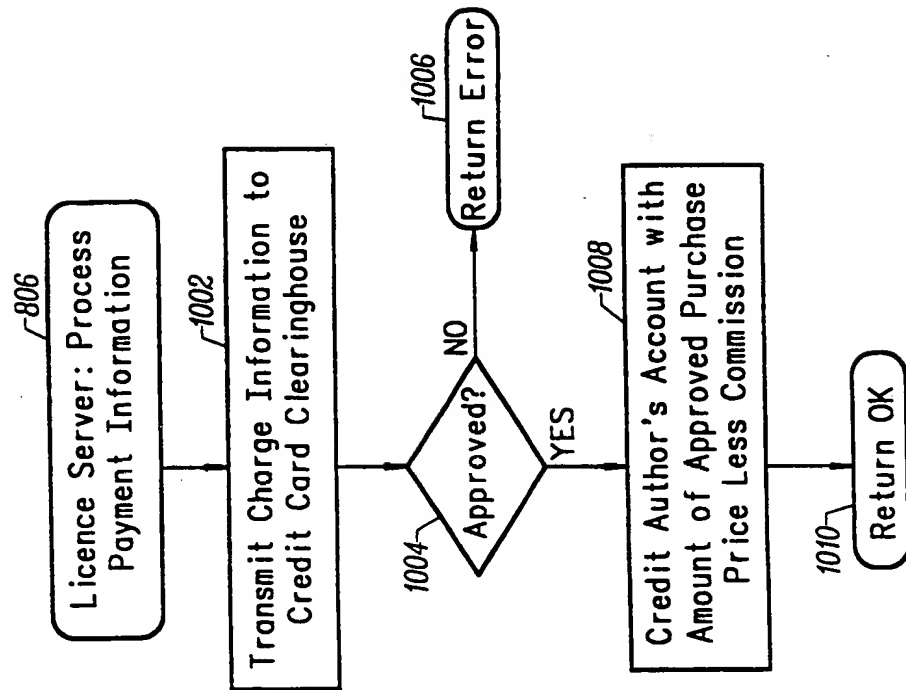 806
Licence Server: Process
Payment Information
1002
Transmit Charge Information to
Credit Card Clearinghouse
1004
Approved?
NO
1006
Return Error
YES
1008
Credit Author's Account with
Amount of Approved Purchase
Price Less Commission
1010
Return OK